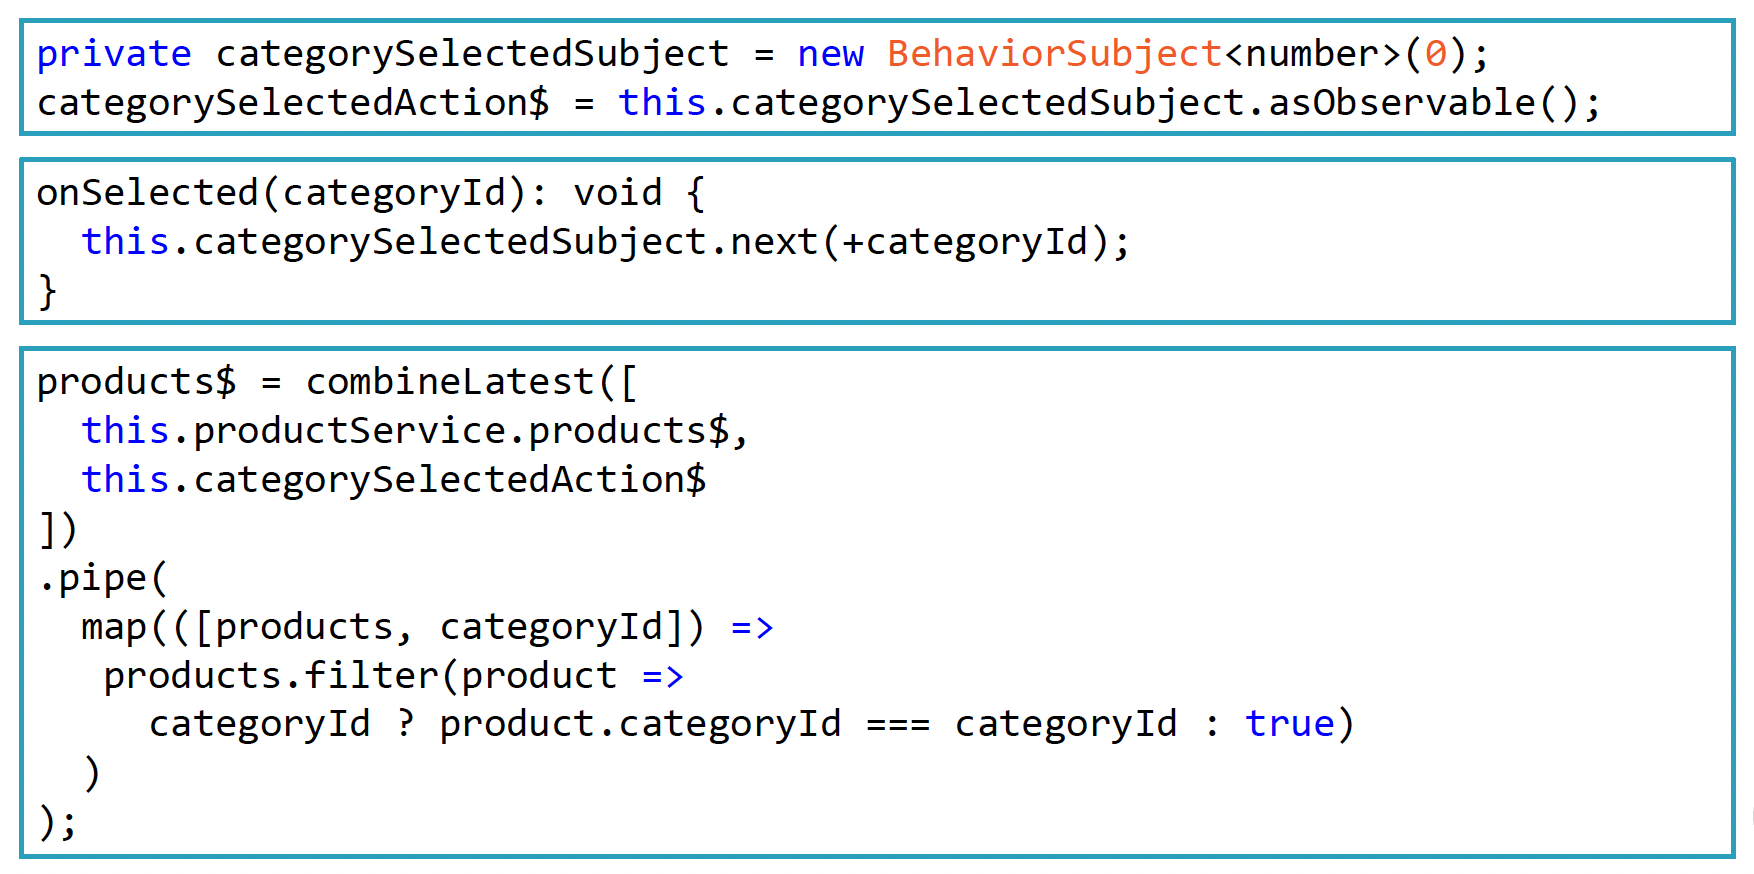 private categorySelectedSubject = new BehaviorSubject<number>(0);
categorySelectedAction$ = this.categorySelectedSubject.asObservable();
onSelected(categoryId): void {
  this.categorySelectedSubject.next(+categoryId);
}
products$ = combineLatest([
  this.productService.products$,
  this.categorySelectedAction$
])
.pipe(
  map(([products, categoryId]) =>
   products.filter(product =>
     categoryId ? product.categoryId === categoryId : true)
  )
);